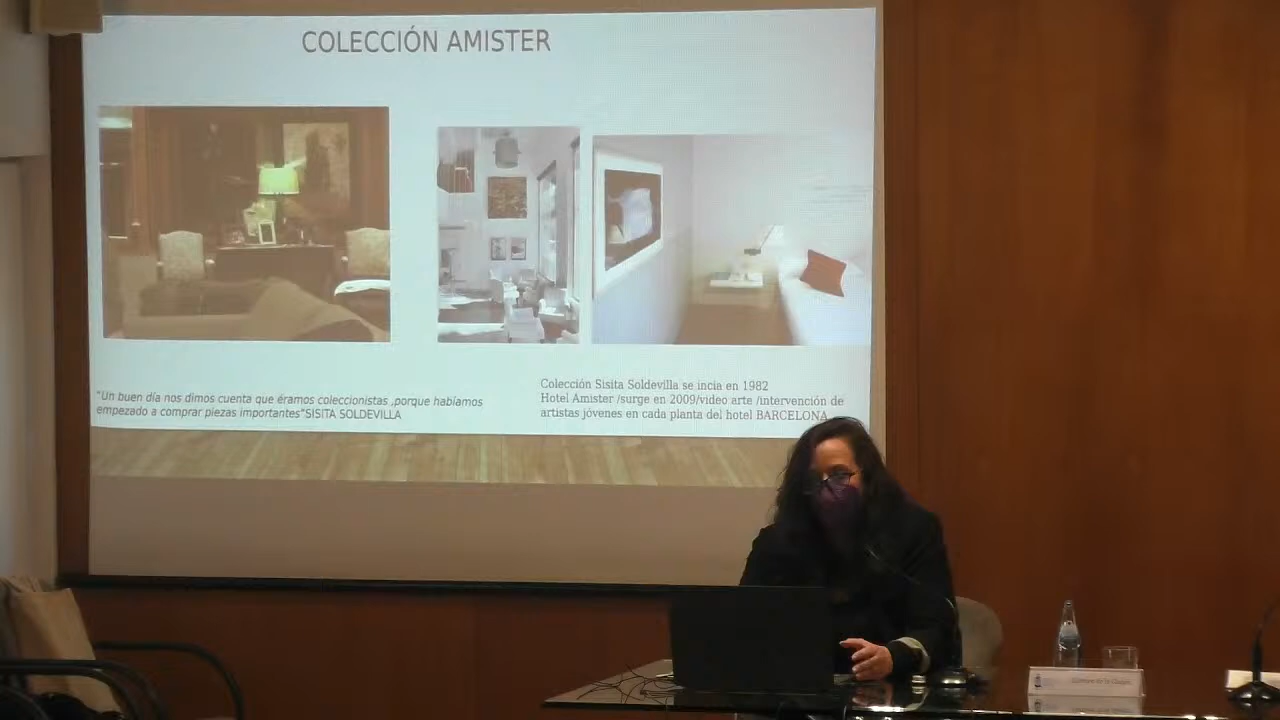 COLECCIÓN AMISTER
"Un buen día nos dimos cuenta que éramos coleccionistas ,porque habíamos
empezado a comprar piezas importantes"SISITA SOLDEVILLA
Colección Sisita Soldevilla se incia en 1982
Hotel Amister /surge en 2009/video arte /intervención de
artistas jóvenes en cada planta del hotel BARCELONA